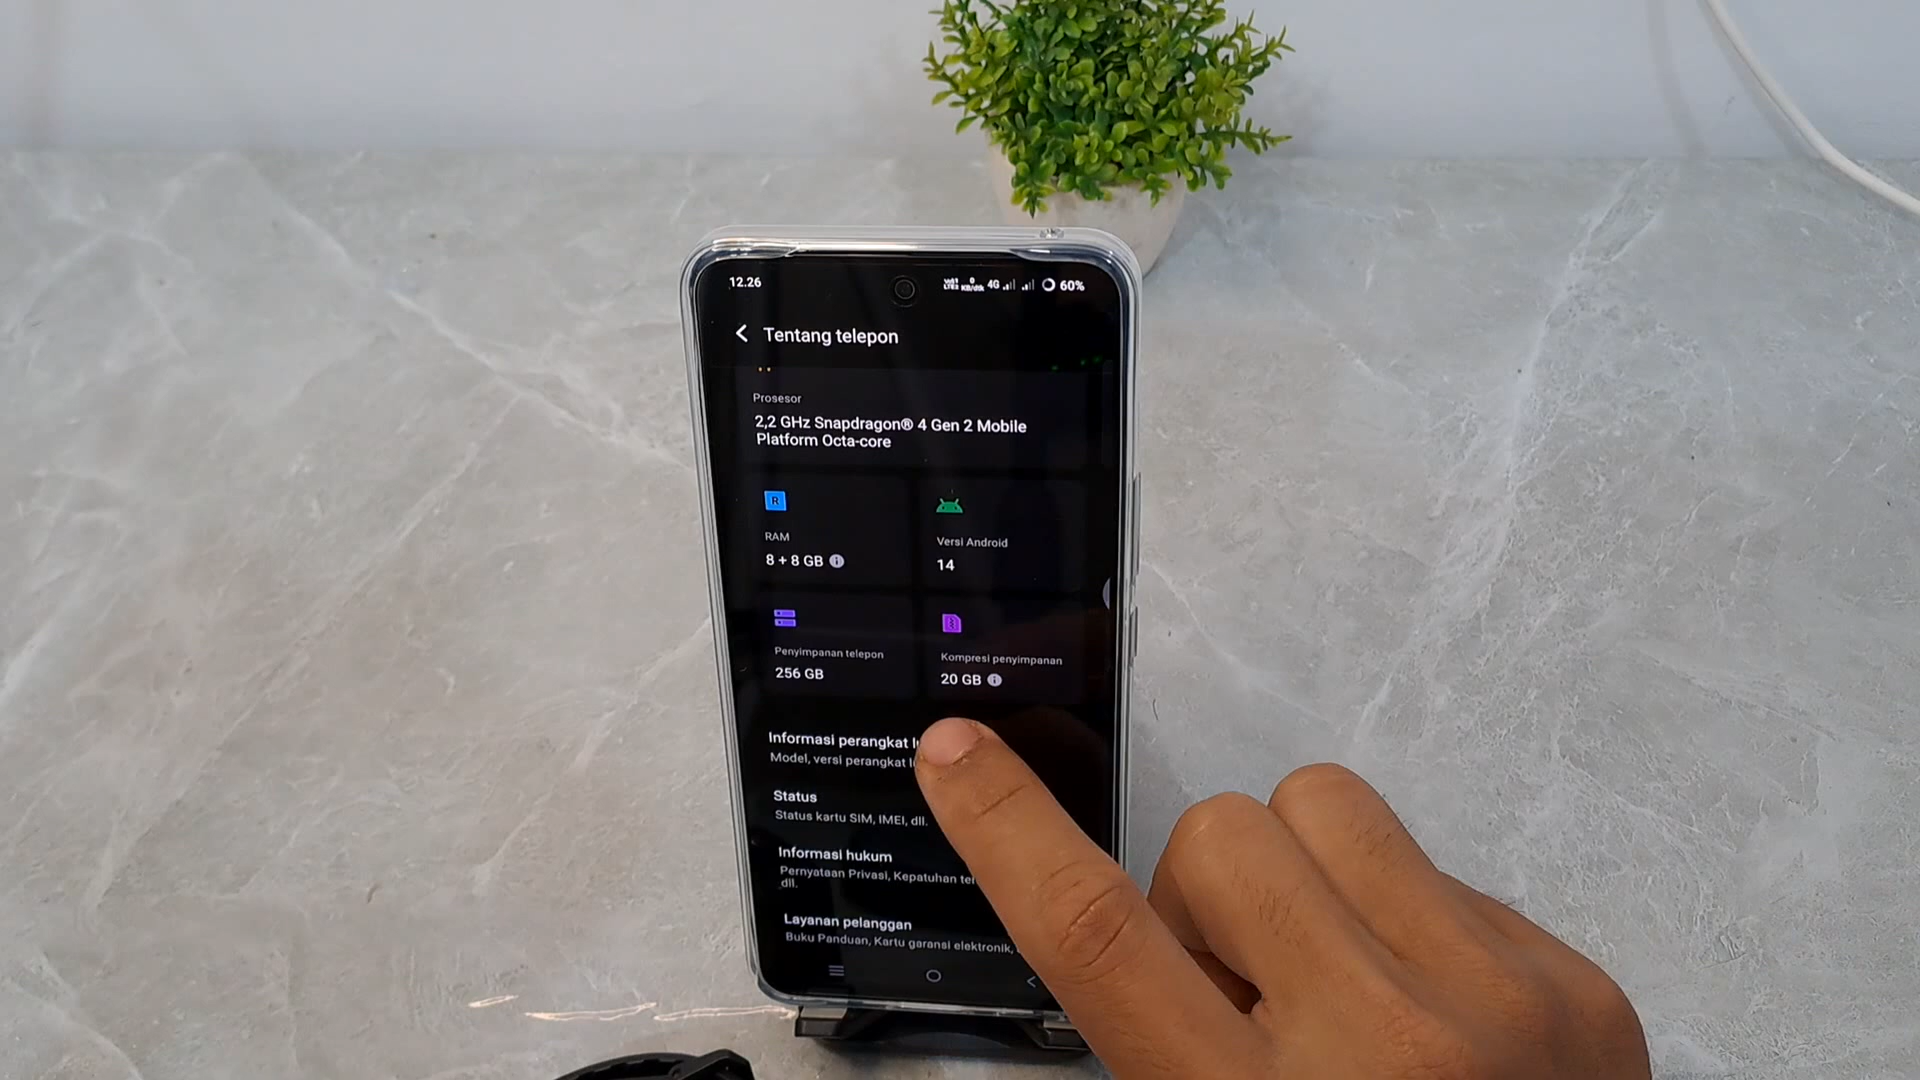 12.26
4G
60%
Tentang telepon
Prosesor
2,2 GHz Snapdragon® 4 Gen 2 Mobile
Platform Octa-core
R
RAM
8 + 8 GB
Versi Android
14
Penyimpanan telepon
256 GB
Kompresi penyimpanan
20 GB
Informasi perangkat
Model, versi perangkat
Status
Status kartu SIM, IMEI, dll.
Informasi hukum
Pernyataan Privasi, Kepatuhan
dll.
Layanan pelanggan
Buku Panduan, Kartu garansi elektronik,